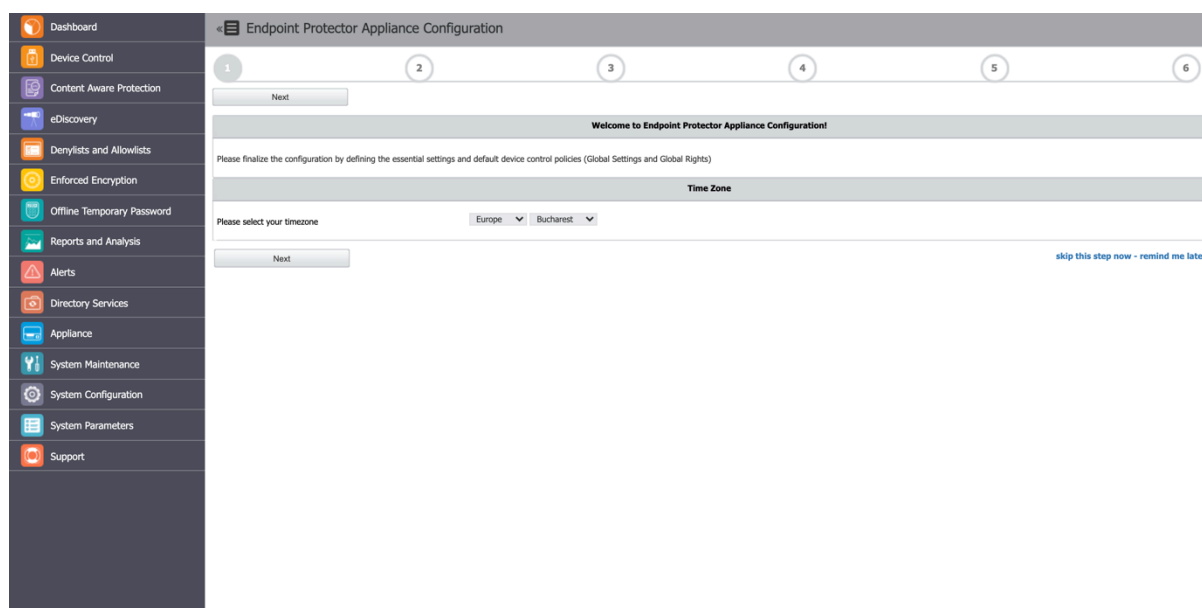 Dashboard
Device Control
Content Aware Protection
eDiscovery
Denylists and Allowlists
Enforced Encryption
Offline Temporary Password
Reports and Analysis
Alerts
Directory Services
Appliance
System Maintenance
System Configuration
System Parameters
Support
« Endpoint Protector Appliance Configuration
1 2 3 4 5 6
Next
Welcome to Endpoint Protector Appliance Configuration!
Please finalize the configuration by defining the essential settings and default device control policies (Global Settings and Global Rights)
Time Zone
Please select your timezone Europe Bucharest
Next skip this step now - remind me late